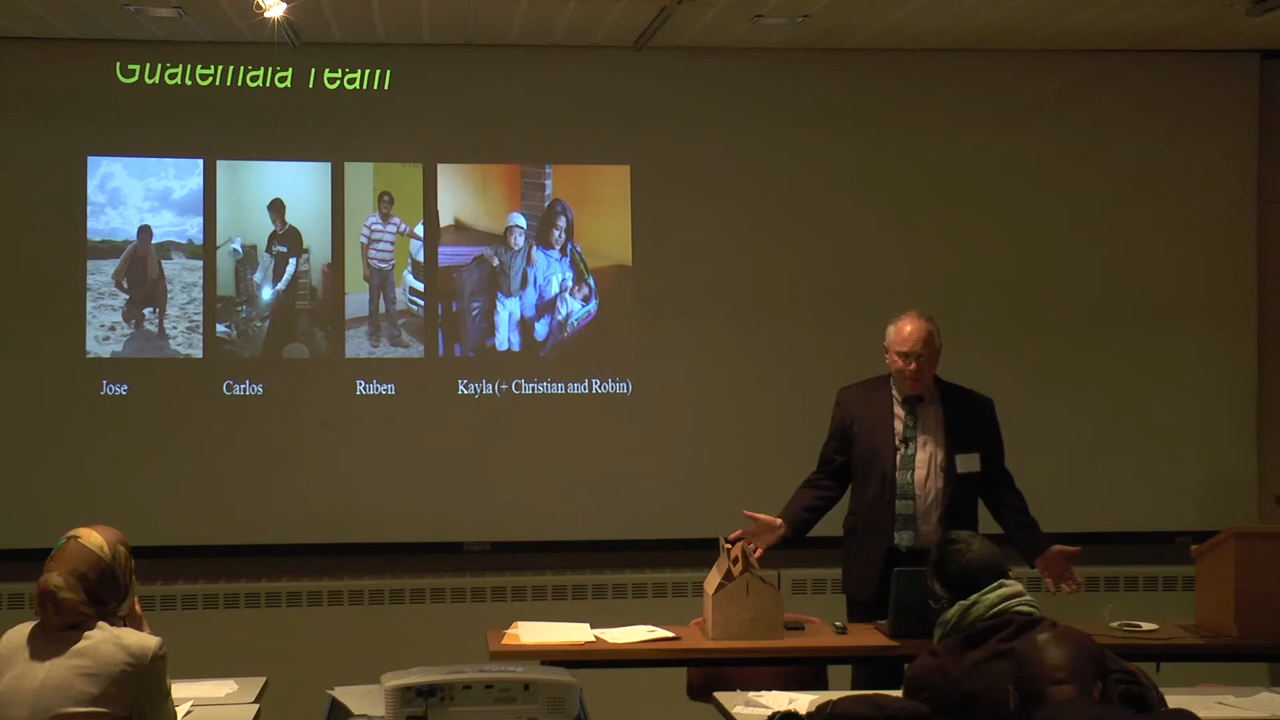 Guatemala Team
Jose Carlos Ruben Kayla (+ Christian and Robin)